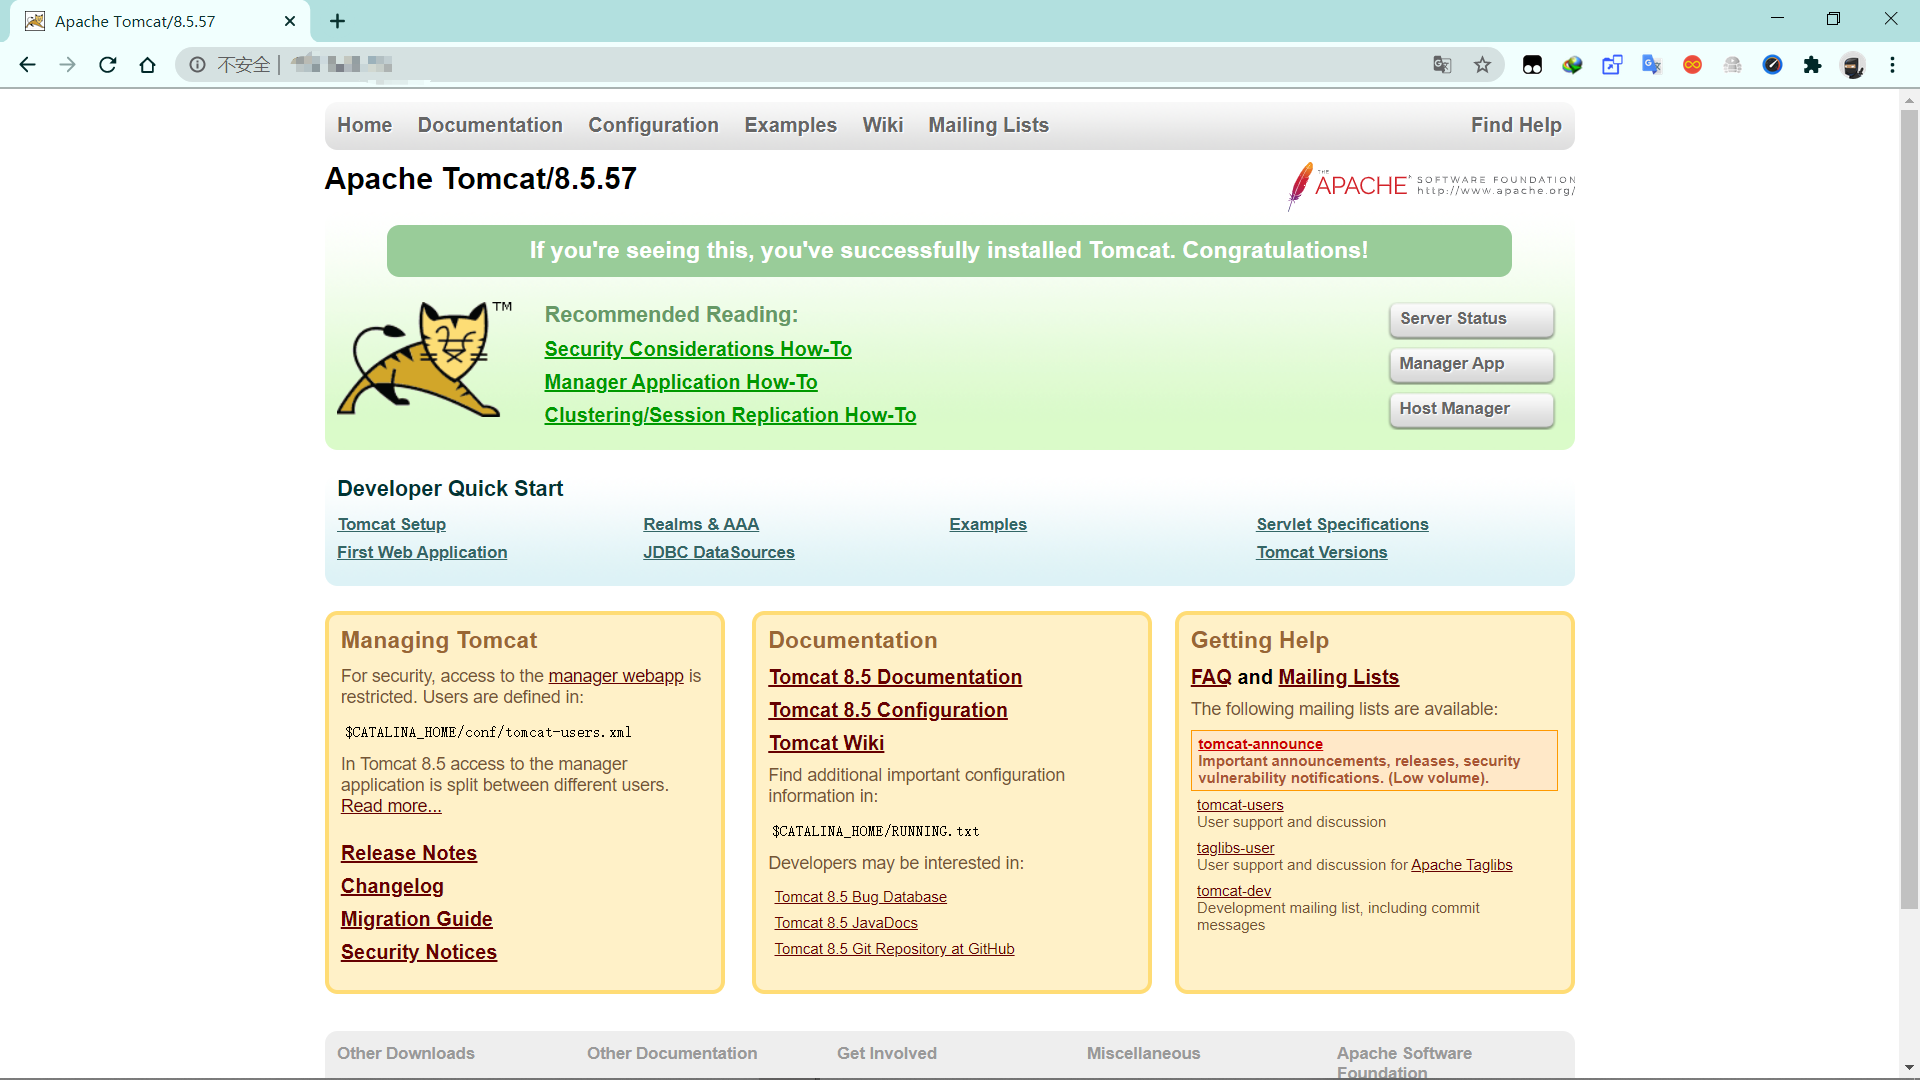 Apache Tomcat/8.5.57
不安全
Home Documentation Configuration Examples Wiki Mailing Lists Find Help
Apache Tomcat/8.5.57
THE APACHE SOFTWARE FOUNDATION
http://www.apache.org/
If you're seeing this, you've successfully installed Tomcat. Congratulations!
TM
Recommended Reading:
Security Considerations How-To
Manager Application How-To
Clustering/Session Replication How-To
Server Status
Manager App
Host Manager
Developer Quick Start
Tomcat Setup
First Web Application
Realms & AAA
JDBC DataSources
Examples
Servlet Specifications
Tomcat Versions
Managing Tomcat
For security, access to the manager webapp is
restricted. Users are defined in:
$CATALINA_HOME/conf/tomcat-users.xml
In Tomcat 8.5 access to the manager
application is split between different users.
Read more...
Release Notes
Changelog
Migration Guide
Security Notices
Documentation
Tomcat 8.5 Documentation
Tomcat 8.5 Configuration
Tomcat Wiki
Find additional important configuration
information in:
$CATALINA_HOME/RUNNING.txt
Developers may be interested in:
Tomcat 8.5 Bug Database
Tomcat 8.5 JavaDocs
Tomcat 8.5 Git Repository at GitHub
Getting Help
FAQ and Mailing Lists
The following mailing lists are available:
tomcat-announce
Important announcements, releases, security
vulnerability notifications. (Low volume).
tomcat-users
User support and discussion
taglibs-user
User support and discussion for Apache Taglibs
tomcat-dev
Development mailing list, including commit
messages
Other Downloads
Other Documentation
Get Involved
Miscellaneous
Apache Software
Foundation